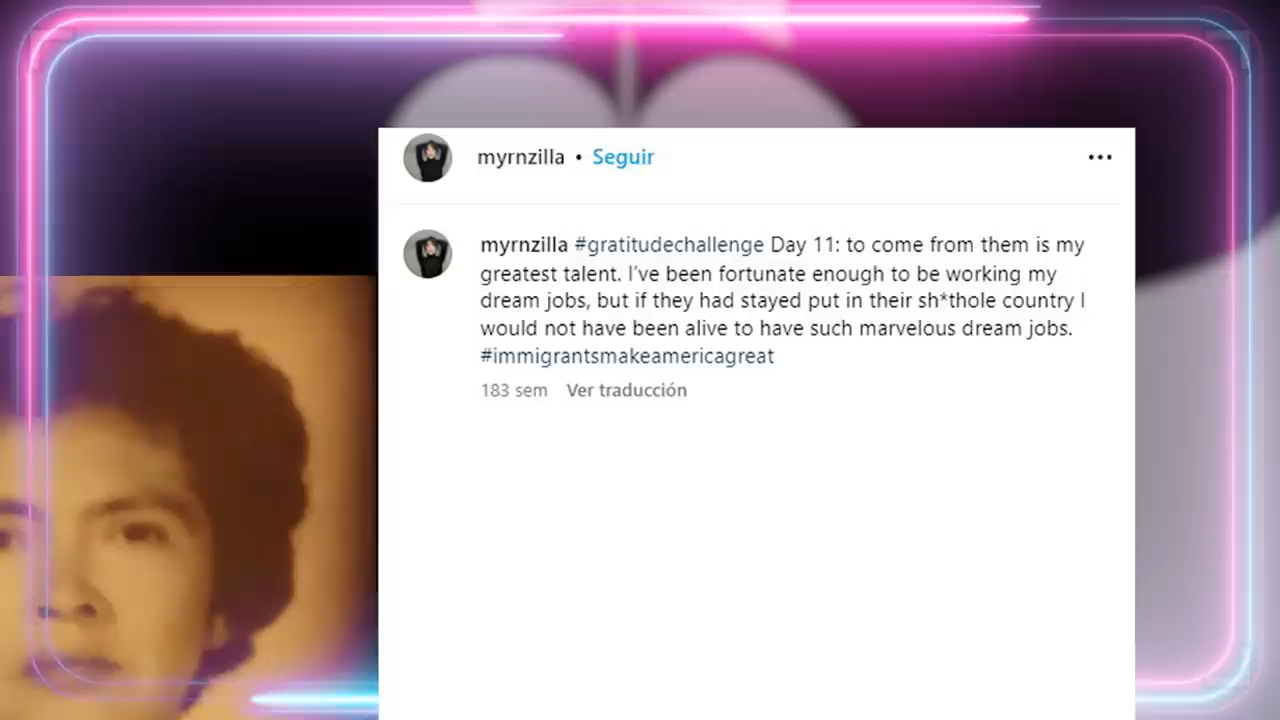 myrnzilla • Seguir
myrnzilla #gratitudechallenge Day 11: to come from them is my
greatest talent. I've been fortunate enough to be working my
dream jobs, but if they had stayed put in their sh*thole country I
would not have been alive to have such marvelous dream jobs.
#immigrantsmakeamericagreat
183 sem Ver traducción